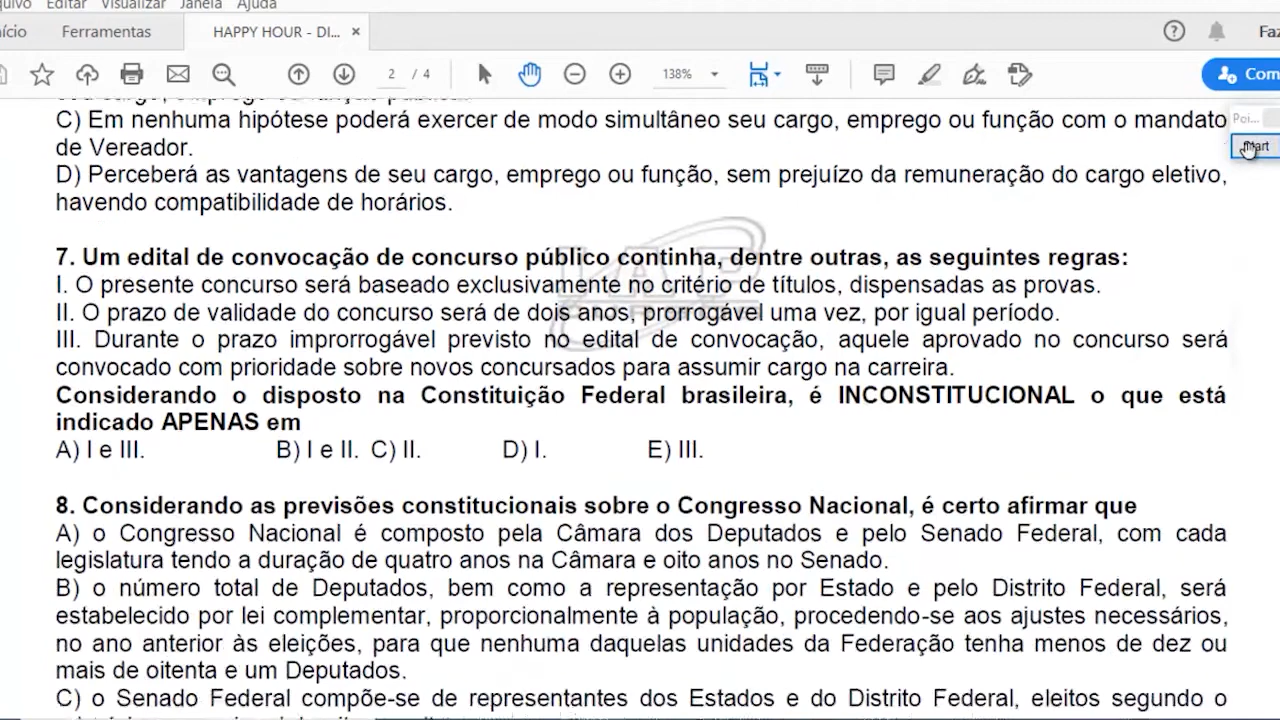 Editar Visualizar Janela Ajuda
Ferramentas HAPPY HOUR - DI... ×
2 / 4 138%
C) Em nenhuma hipótese poderá exercer de modo simultâneo seu cargo, emprego ou função com o mandato
de Vereador.
D) Perceberá as vantagens de seu cargo, emprego ou função, sem prejuízo da remuneração do cargo eletivo,
havendo compatibilidade de horários.
7. Um edital de convocação de concurso público continha, dentre outras, as seguintes regras:
I. O presente concurso será baseado exclusivamente no critério de títulos, dispensadas as provas.
II. O prazo de validade do concurso será de dois anos, prorrogável uma vez, por igual período.
III. Durante o prazo improrrogável previsto no edital de convocação, aquele aprovado no concurso será
convocado com prioridade sobre novos concursados para assumir cargo na carreira.
Considerando o disposto na Constituição Federal brasileira, é INCONSTITUCIONAL o que está
indicado APENAS em
A) I e III. B) I e II. C) II. D) I. E) III.
8. Considerando as previsões constitucionais sobre o Congresso Nacional, é certo afirmar que
A) o Congresso Nacional é composto pela Câmara dos Deputados e pelo Senado Federal, com cada
legislatura tendo a duração de quatro anos na Câmara e oito anos no Senado.
B) o número total de Deputados, bem como a representação por Estado e pelo Distrito Federal, será
estabelecido por lei complementar, proporcionalmente à população, procedendo-se aos ajustes necessários,
no ano anterior às eleições, para que nenhuma daquelas unidades da Federação tenha menos de dez ou
mais de oitenta e um Deputados.
C) o Senado Federal compõe-se de representantes dos Estados e do Distrito Federal, eleitos segundo o